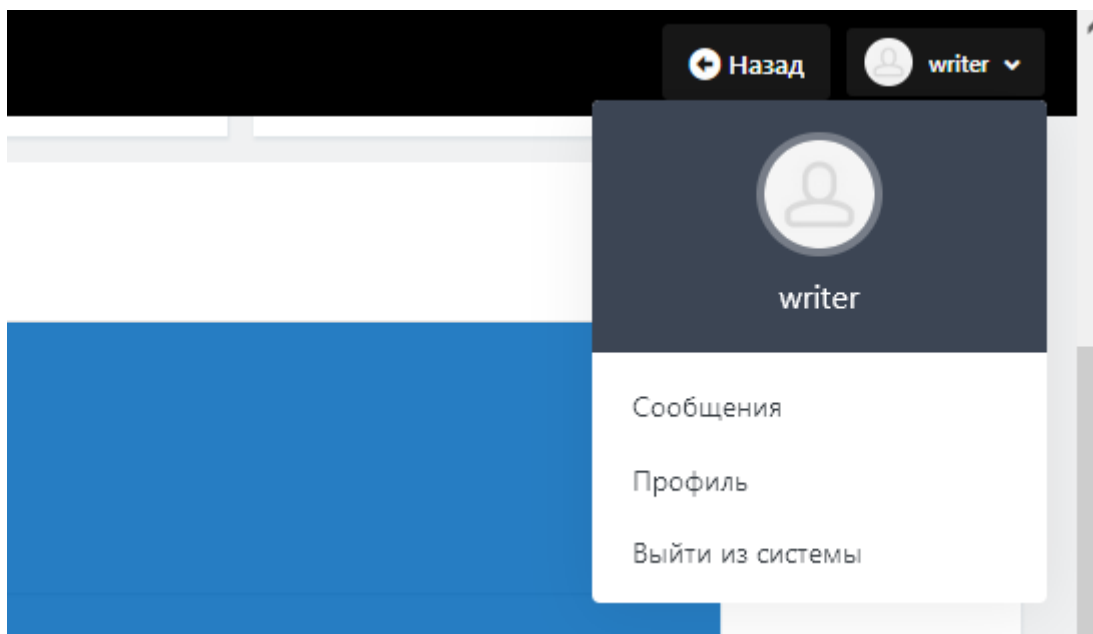 Назад
writer
writer
Сообщения
Профиль
Выйти из системы